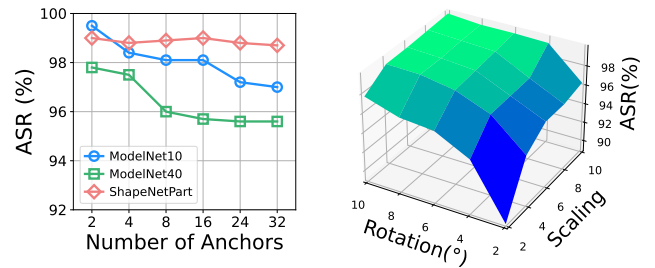 100
98
96
94
92
ASR (%)
2 4 8 16 24 32
Number of Anchors
ModelNet10
ModelNet40
ShapeNetPart
98
96
94
92
90
ASR(%)
10 8 6 4 2
Rotation(°)
2 4 6 8 10
Scaling